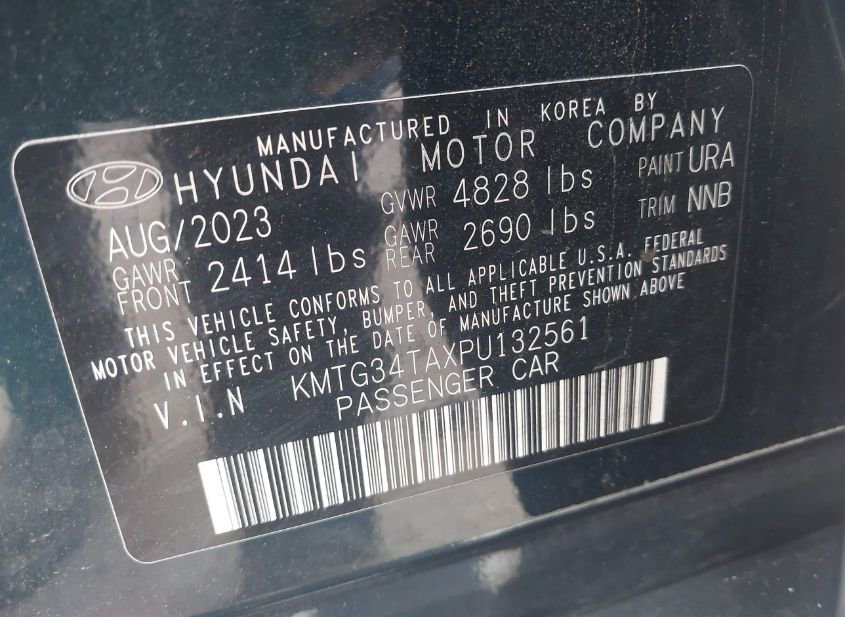 MANUFACTURED IN KOREA BY
HYUNDAI MOTOR COMPANY
AUG/2023 GVWR 4828 lbs PAINT URA
GAWR FRONT 2414 lbs GAWR REAR 2690 lbs TRIM NNB
THIS VEHICLE CONFORMS TO ALL APPLICABLE U.S.A. FEDERAL
MOTOR VEHICLE SAFETY, BUMPER, AND THEFT PREVENTION STANDARDS
IN EFFECT ON THE DATE OF MANUFACTURE SHOWN ABOVE
V.I.N KMTG34TAXPU132561
PASSENGER CAR